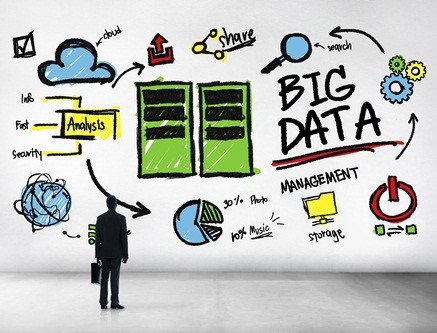 cloud
share
search
Info
Fast
Analysis
Security
BIG
DATA
MANAGEMENT
30% Photo
10% Music
storage